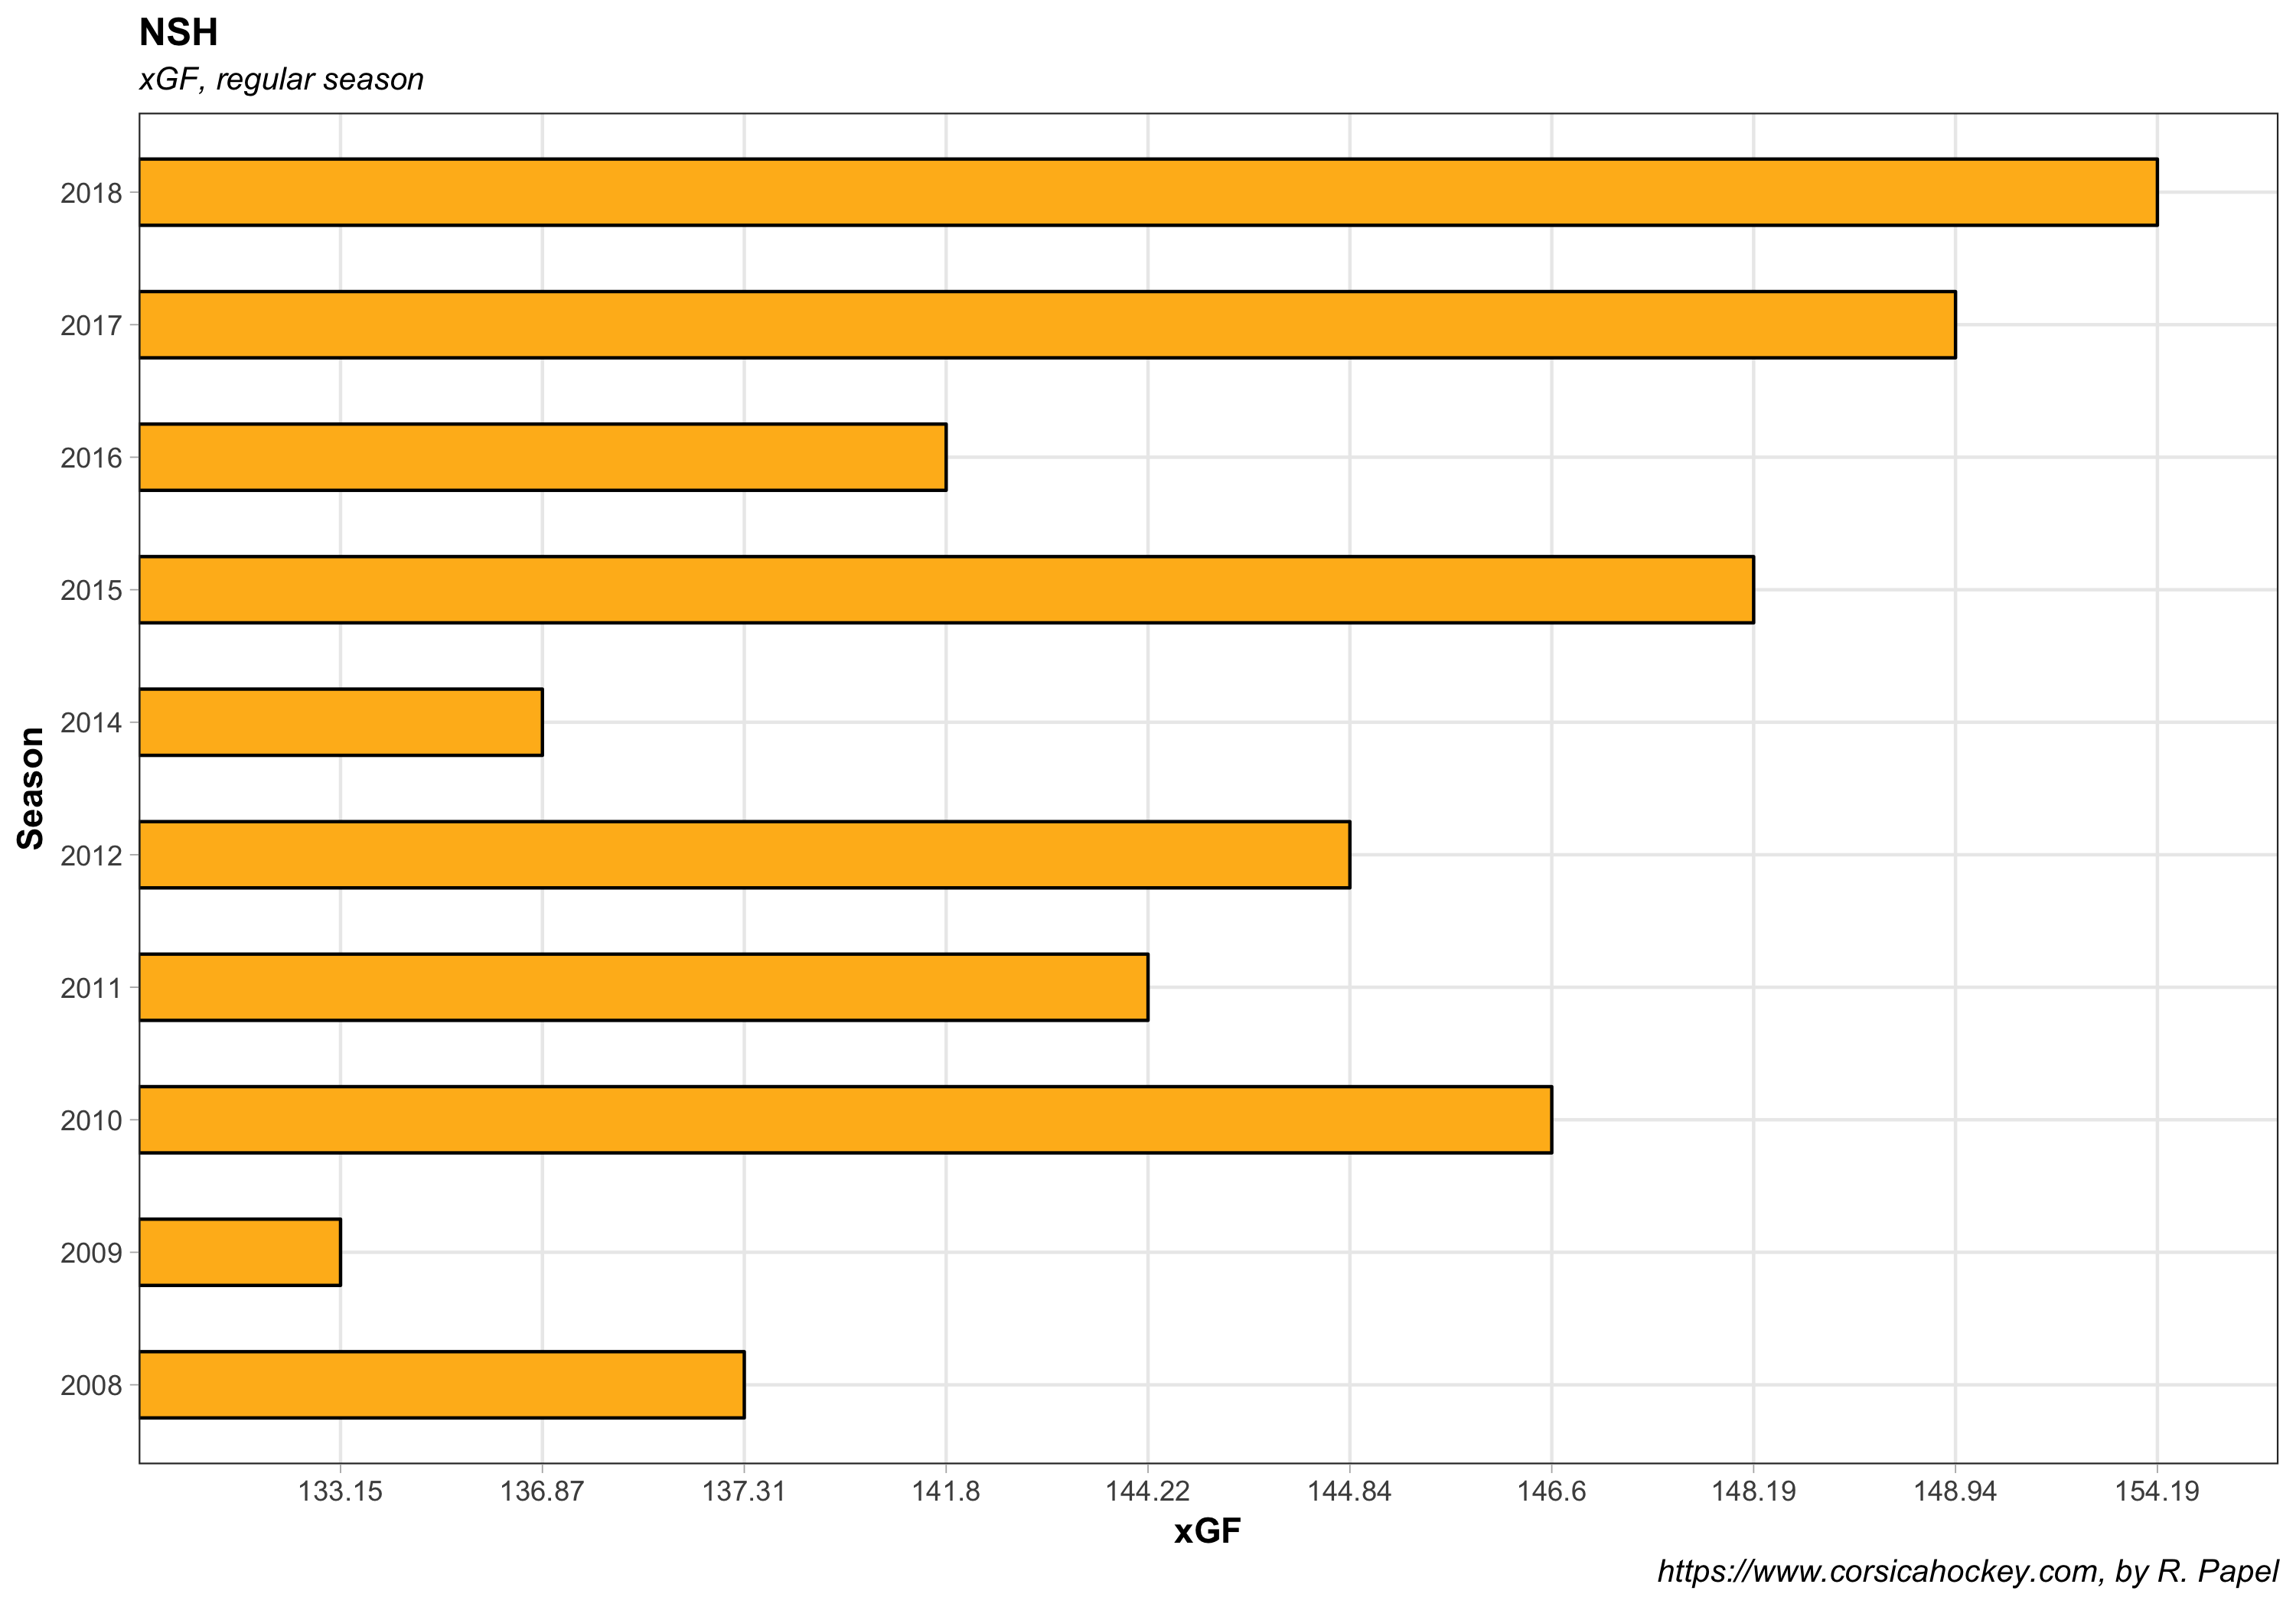 NSH
xGF, regular season
2018
2017
2016
2015
2014
2012
2011
2010
2009
2008
Season
133.15 136.87 137.31 141.8 144.22 144.84 146.6 148.19 148.94 154.19
xGF
https://www.corsicahockey.com, by R. Papel